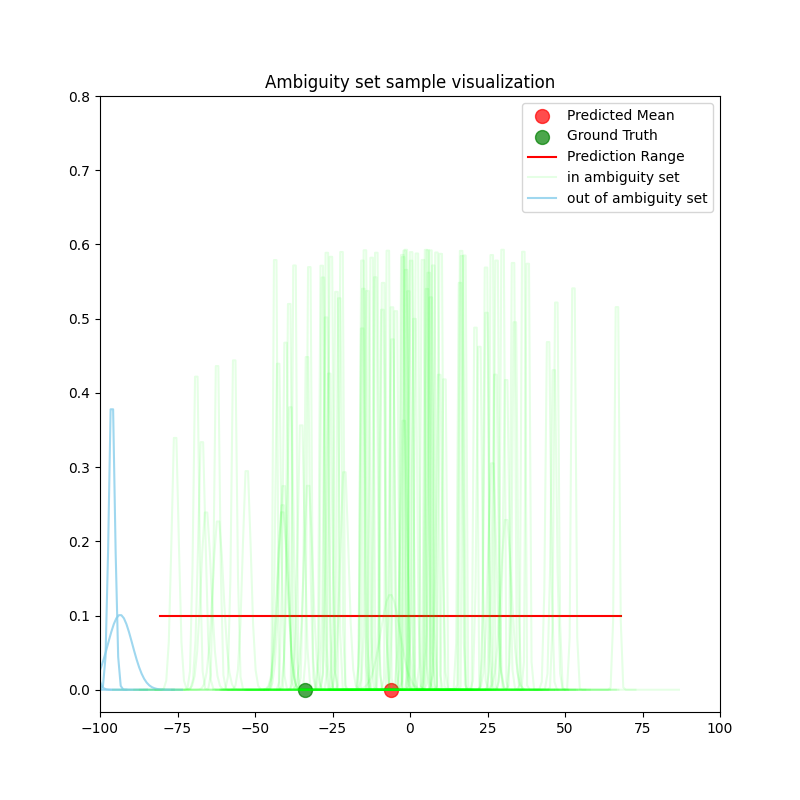 Ambiguity set sample visualization
0.8
0.7
0.6
0.5
0.4
0.3
0.2
0.1
0.0
Predicted Mean
Ground Truth
Prediction Range
in ambiguity set
out of ambiguity set
−100 −75 −50 −25 0 25 50 75 100